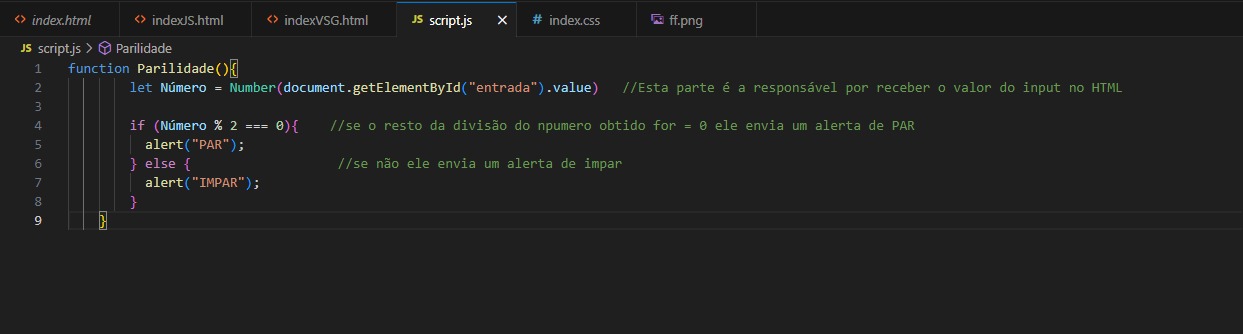 <> index.html <> indexJS.html <> indexVSG.html JS script.js × # index.css ff.png
JS script.js > Parilidade
1 function Parilidade(){
2 let Número = Number(document.getElementById("entrada").value) //Esta parte é a responsável por receber o valor do input no HTML
3
4 if (Número % 2 === 0){ //se o resto da divisão do npumero obtido for = 0 ele envia um alerta de PAR
5 alert("PAR");
6 } else { //se não ele envia um alerta de impar
7 alert("IMPAR");
8 }
9 }